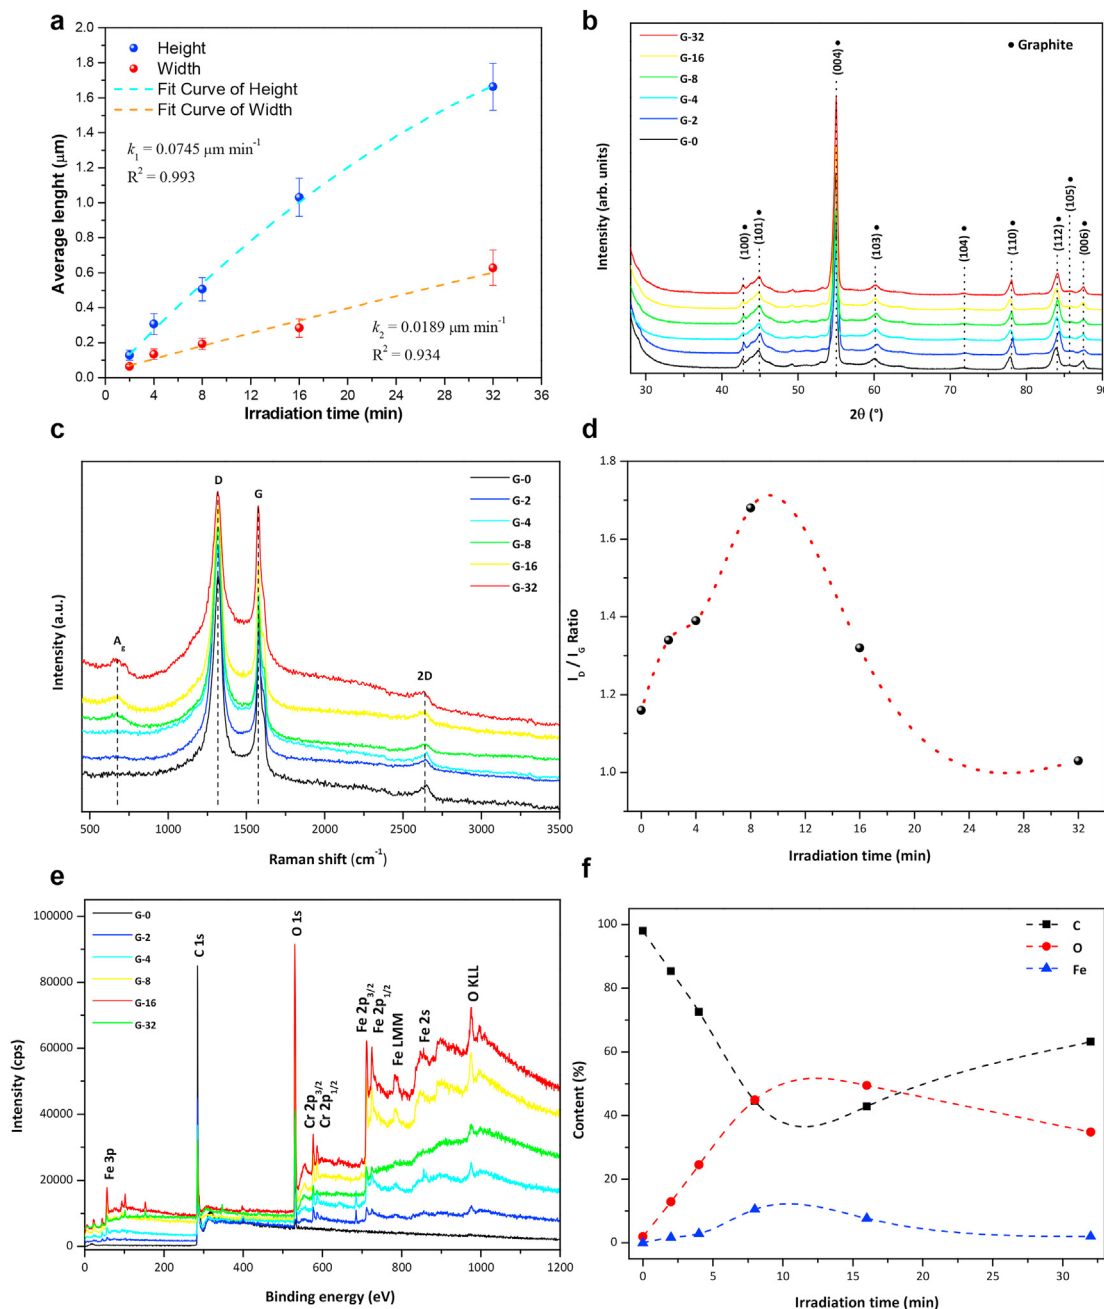 a
2.0
1.8
1.6
1.4
1.2
1.0
0.8
0.6
0.4
0.2
0.0
Average lenght (μm)
Height
Width
Fit Curve of Height
Fit Curve of Width
k1 = 0.0745 μm min-1
R2 = 0.993
k2 = 0.0189 μm min-1
R2 = 0.934
0 4 8 12 16 20 24 28 32 36
Irradiation time (min)
b
G-32
G-16
G-8
G-4
G-2
G-0
• Graphite
Intensity (arb. units)
(100)
(101)
(004)
(103)
(104)
(110)
(112)
(105)
(006)
30 40 50 60 70 80 90
2θ (°)
c
Ag
D
G
2D
G-0
G-2
G-4
G-8
G-16
G-32
Intensity (a.u.)
450 1000 1500 2000 2500 3000 3500
Raman shift (cm-1)
d
1.8
1.6
1.4
1.2
1.0
ID / IG Ratio
0 4 8 12 16 20 24 28 32
Irradiation time (min)
e
100000
80000
60000
40000
20000
0
Intensity (cps)
G-0
G-2
G-4
G-8
G-16
G-32
Fe 3p
C 1s
O 1s
Cr 2p3/2
Cr 2p1/2
Fe 2p3/2
Fe 2p1/2
Fe LMM
Fe 2s
O KLL
0 200 400 600 800 1000 1200
Binding energy (eV)
f
100
80
60
40
20
0
Content (%)
C
O
Fe
0 5 10 15 20 25 30
Irradiation time (min)